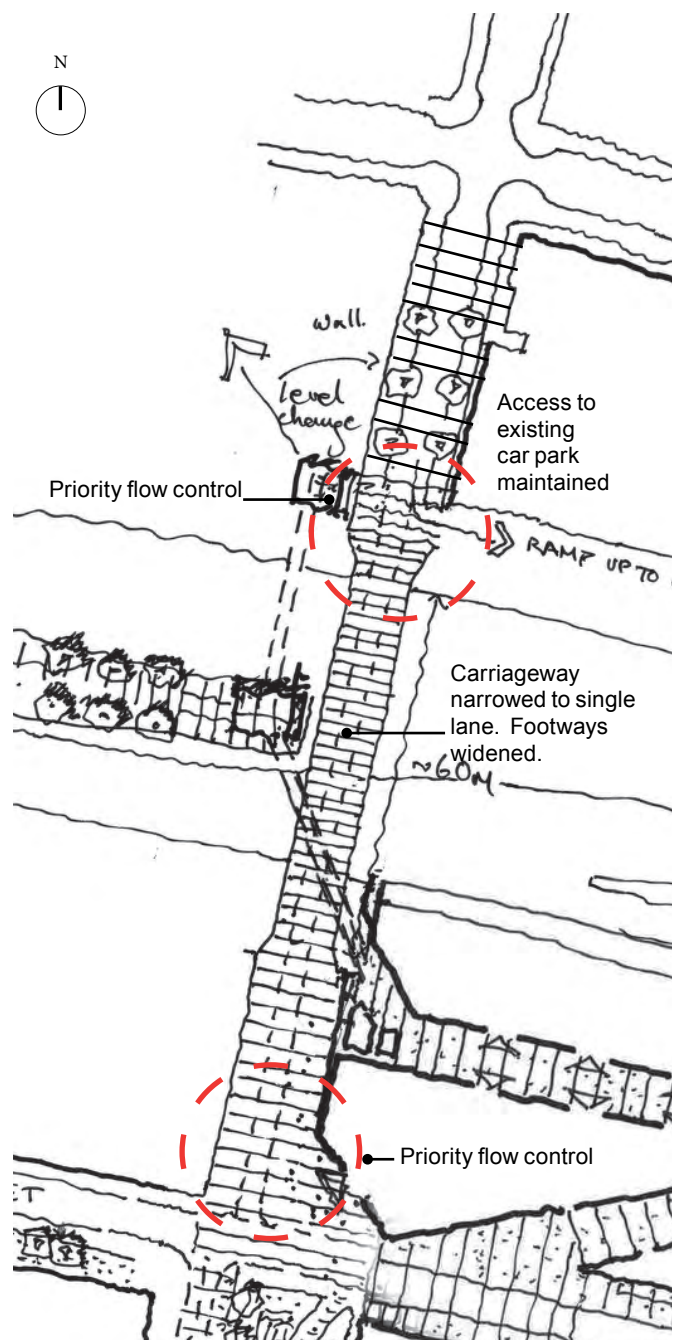 N
wall.
level
change
Access to
existing
car park
maintained
Priority flow control
RAMP UP TO
Carriageway
narrowed to single
lane. Footways
widened.
~60M
Priority flow control
ET